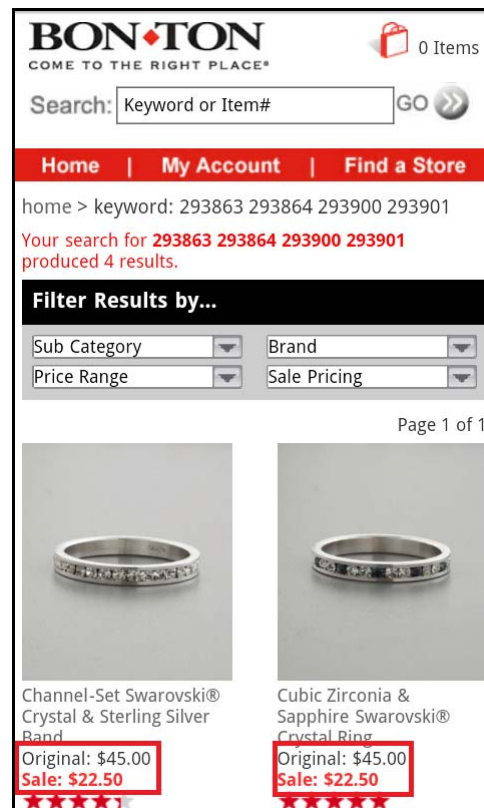 BON•TON
COME TO THE RIGHT PLACE®
0 Items
Search: Keyword or Item# GO
Home | My Account | Find a Store
home > keyword: 293863 293864 293900 293901
Your search for 293863 293864 293900 293901
produced 4 results.
Filter Results by...
Sub Category
Brand
Price Range
Sale Pricing
Page 1 of 1
Channel-Set Swarovski®
Crystal & Sterling Silver
Band
Original: $45.00
Sale: $22.50
Cubic Zirconia &
Sapphire Swarovski®
Crystal Ring
Original: $45.00
Sale: $22.50